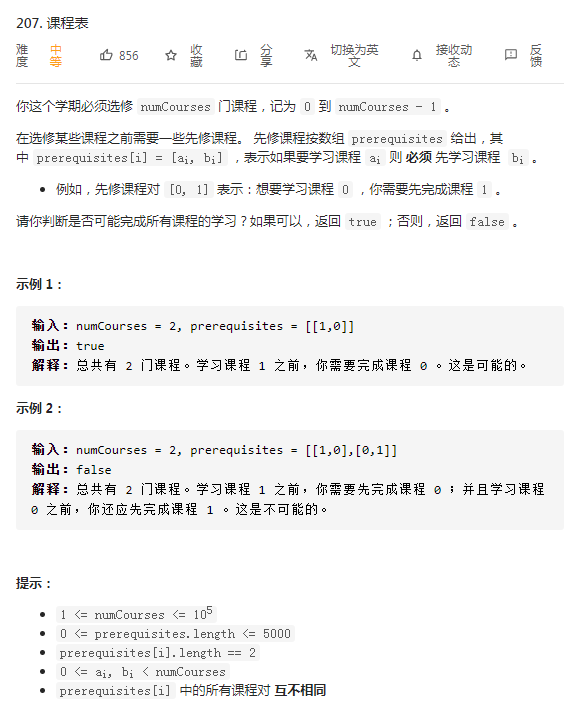 207. 课程表
难度 中等 856 收藏 分享 切换为英文 接收动态 反馈
你这个学期必须选修 numCourses 门课程，记为 0 到 numCourses - 1 。
在选修某些课程之前需要一些先修课程。 先修课程按数组 prerequisites 给出，其
中 prerequisites[i] = [ai, bi] ，表示如果要学习课程 ai 则 必须 先学习课程 bi 。
• 例如，先修课程对 [0, 1] 表示：想要学习课程 0 ，你需要先完成课程 1 。
请你判断是否可能完成所有课程的学习？如果可以，返回 true ；否则，返回 false 。
示例 1：
输入：numCourses = 2, prerequisites = [[1,0]]
输出：true
解释：总共有 2 门课程。学习课程 1 之前，你需要完成课程 0 。这是可能的。
示例 2：
输入：numCourses = 2, prerequisites = [[1,0],[0,1]]
输出：false
解释：总共有 2 门课程。学习课程 1 之前，你需要先完成课程 0 ；并且学习课程
0 之前，你还应先完成课程 1 。这是不可能的。
提示：
• 1 <= numCourses <= 10⁵
• 0 <= prerequisites.length <= 5000
• prerequisites[i].length == 2
• 0 <= ai, bi < numCourses
• prerequisites[i] 中的所有课程对 互不相同